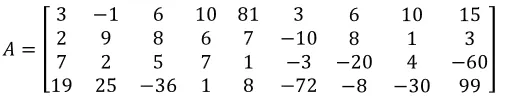 A = [ 3 −1 6 10 81 3 6 10 15
2 9 8 6 7 −10 8 1 3
7 2 5 7 1 −3 −20 4 −60
19 25 −36 1 8 −72 −8 −30 99 ]